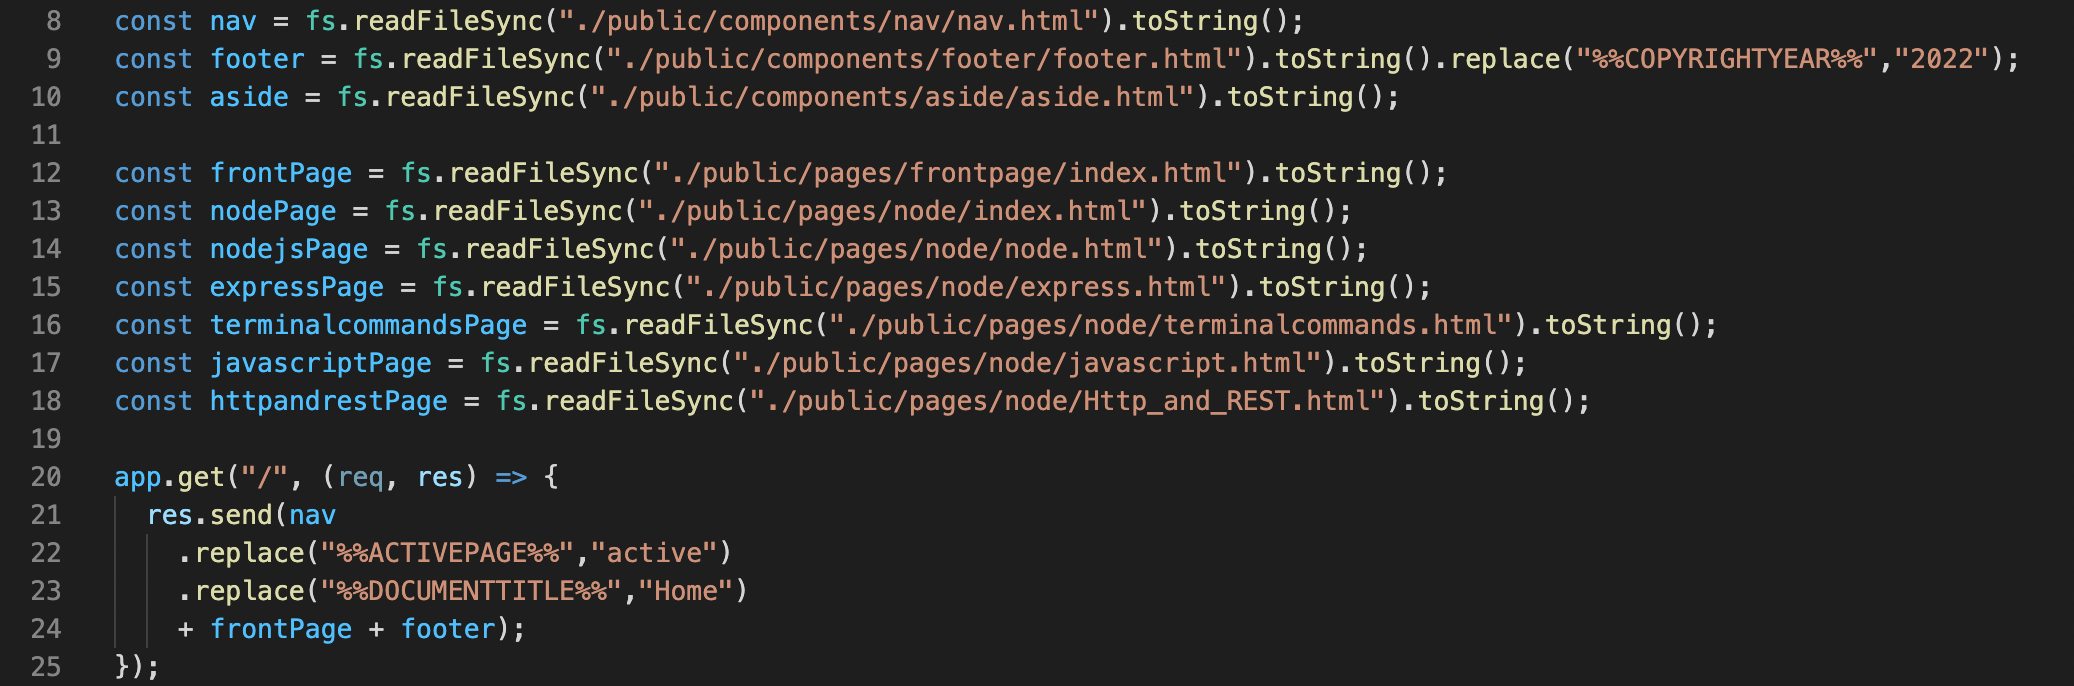 8 const nav = fs.readFileSync("./public/components/nav/nav.html").toString();
9 const footer = fs.readFileSync("./public/components/footer/footer.html").toString().replace("%%COPYRIGHTYEAR%%","2022");
10 const aside = fs.readFileSync("./public/components/aside/aside.html").toString();
11
12 const frontPage = fs.readFileSync("./public/pages/frontpage/index.html").toString();
13 const nodePage = fs.readFileSync("./public/pages/node/index.html").toString();
14 const nodejsPage = fs.readFileSync("./public/pages/node/node.html").toString();
15 const expressPage = fs.readFileSync("./public/pages/node/express.html").toString();
16 const terminalcommandsPage = fs.readFileSync("./public/pages/node/terminalcommands.html").toString();
17 const javascriptPage = fs.readFileSync("./public/pages/node/javascript.html").toString();
18 const httpandrestPage = fs.readFileSync("./public/pages/node/Http_and_REST.html").toString();
19
20 app.get("/", (req, res) => {
21   res.send(nav
22     .replace("%%ACTIVEPAGE%%","active")
23     .replace("%%DOCUMENTTITLE%%","Home")
24     + frontPage + footer);
25 });